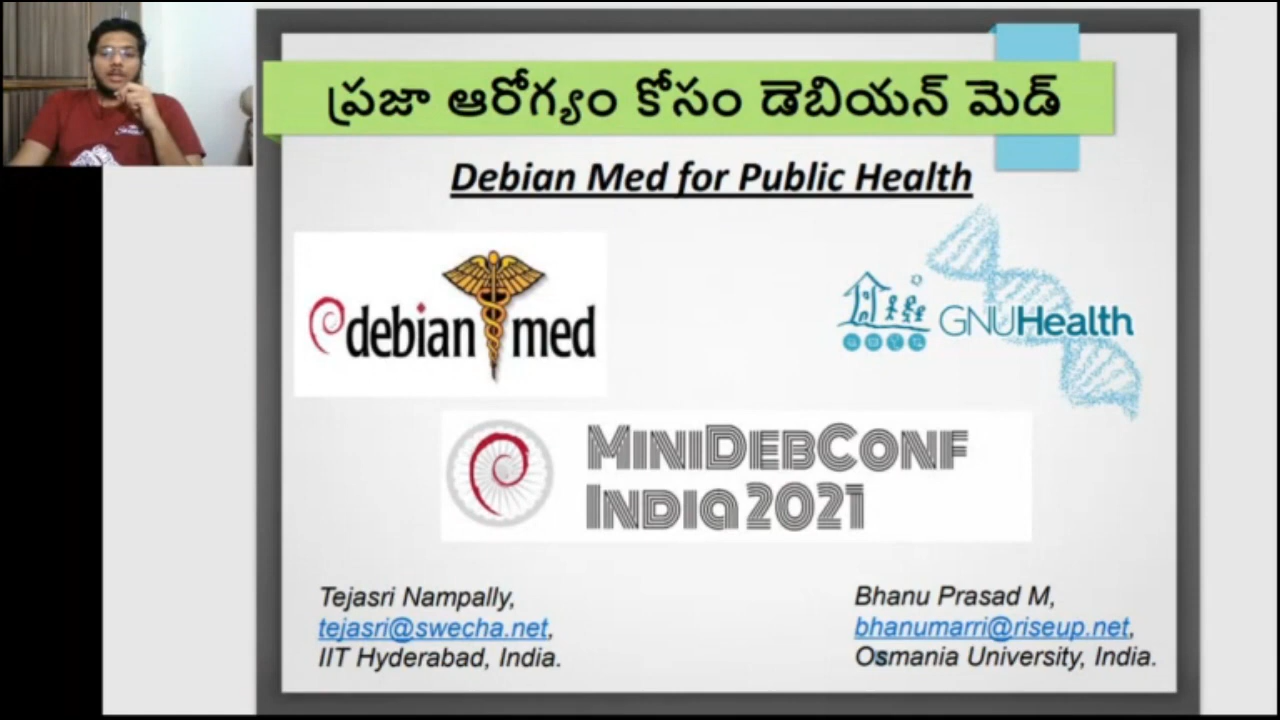 ప్రజా ఆరోగ్యం కోసం డెబియన్ మెడ్
Debian Med for Public Health
debian med
GNUHealth
MiniDebConf
India 2021
Tejasri Nampally,
tejasri@swecha.net,
IIT Hyderabad, India.
Bhanu Prasad M,
bhanumarri@riseup.net,
Osmania University, India.